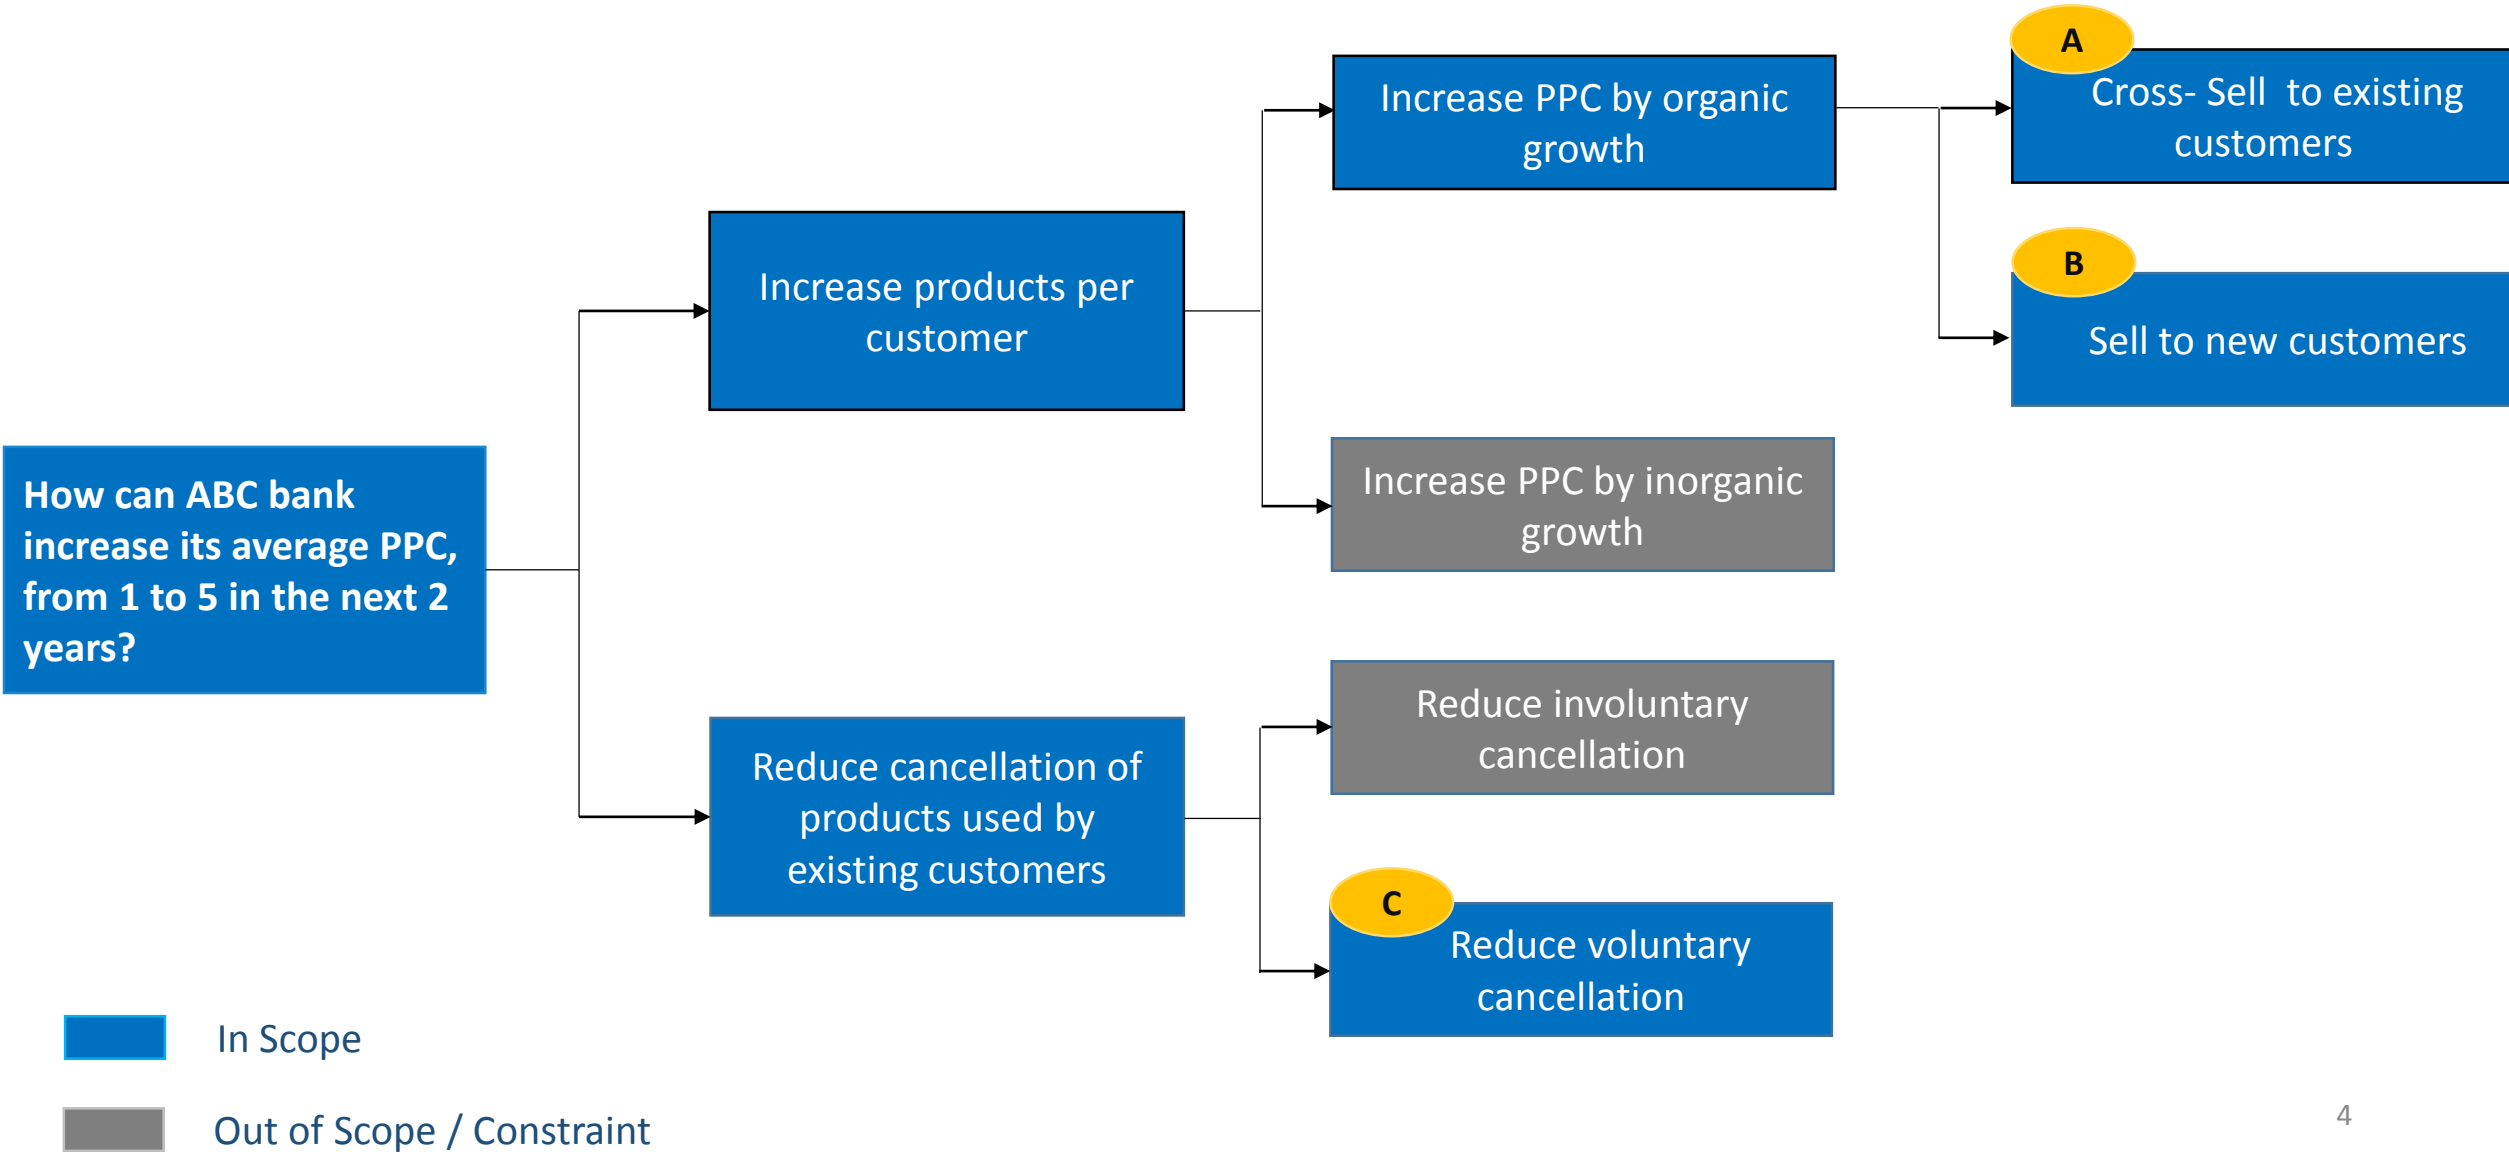 How can ABC bank
increase its average PPC,
from 1 to 5 in the next 2
years?
Increase products per
customer
Reduce cancellation of
products used by
existing customers
Increase PPC by organic
growth
Increase PPC by inorganic
growth
Reduce involuntary
cancellation
C
Reduce voluntary
cancellation
A
Cross- Sell  to existing
customers
B
Sell to new customers
In Scope
Out of Scope / Constraint
4